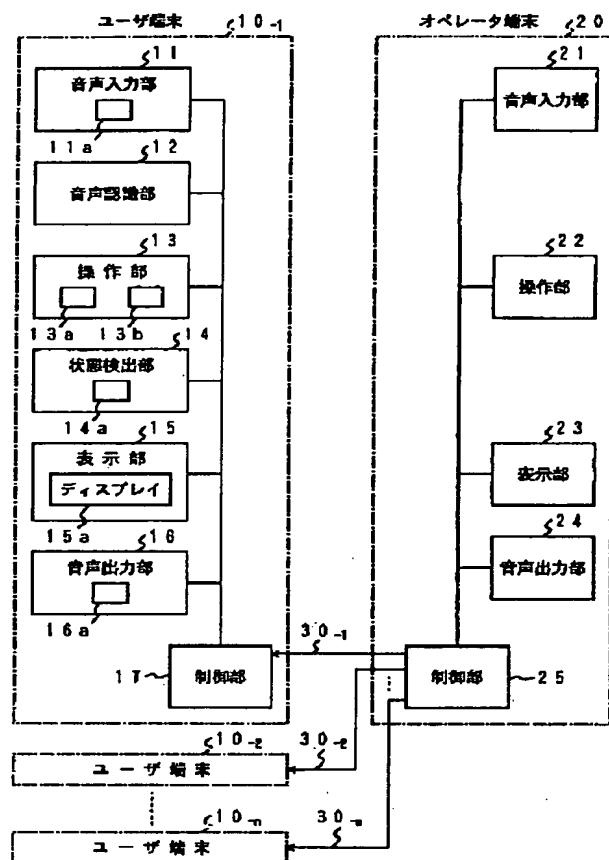 ユーザ端末 10-1
11
音声入力部
11a
12
音声認識部
13
操作部
13a 13b 14
状態検出部
14a 15
表示部
ディスプレイ
15a 16
音声出力部
16a
17 制御部
オペレータ端末 20
21
音声入力部
22
操作部
23
表示部
24
音声出力部
30-1
制御部 25
10-2 30-2
ユーザ端末
10-n 30-n
ユーザ端末